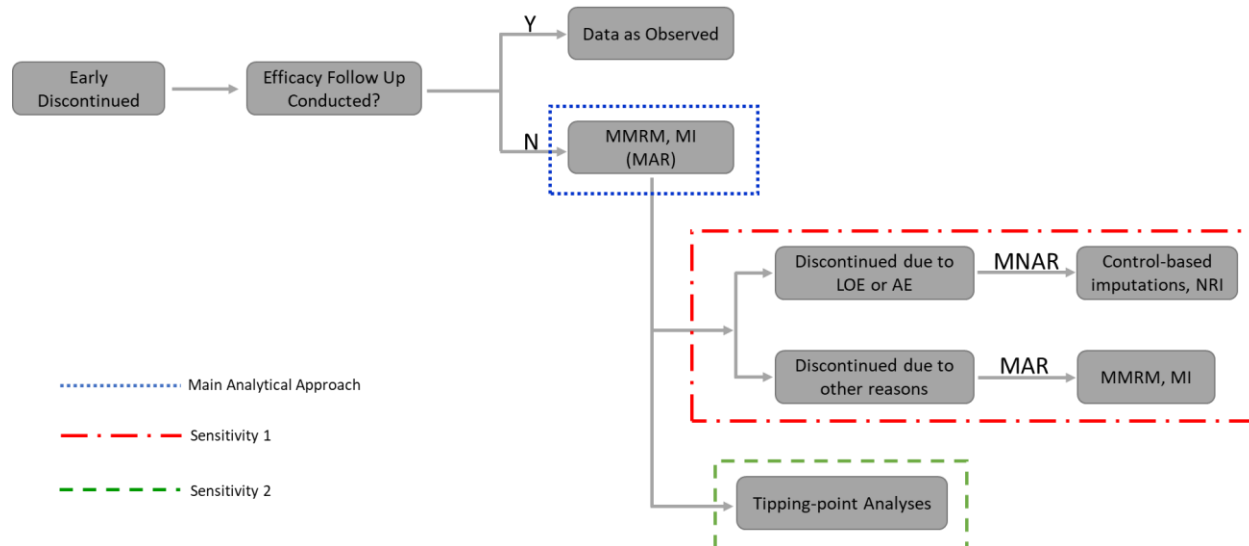 Early
Discontinued
Efficacy Follow Up
Conducted?
Y
Data as Observed
N
MMRM, MI
(MAR)
Discontinued due to
LOE or AE
MNAR
Control-based
imputations, NRI
Discontinued due to
other reasons
MAR
MMRM, MI
Tipping-point Analyses
Main Analytical Approach
Sensitivity 1
Sensitivity 2